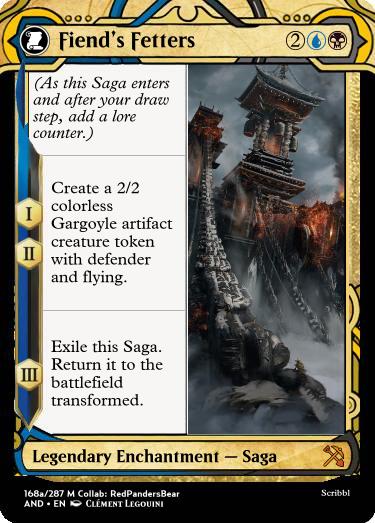 Fiend's Fetters 2
(As this Saga enters
and after your draw
step, add a lore
counter.)
I
II
Create a 2/2
colorless
Gargoyle artifact
creature token
with defender
and flying.
III
Exile this Saga.
Return it to the
battlefield
transformed.
Legendary Enchantment — Saga
168a/287 M Collab: RedPandersBear
AND • EN Clément Legouini
Scribbl